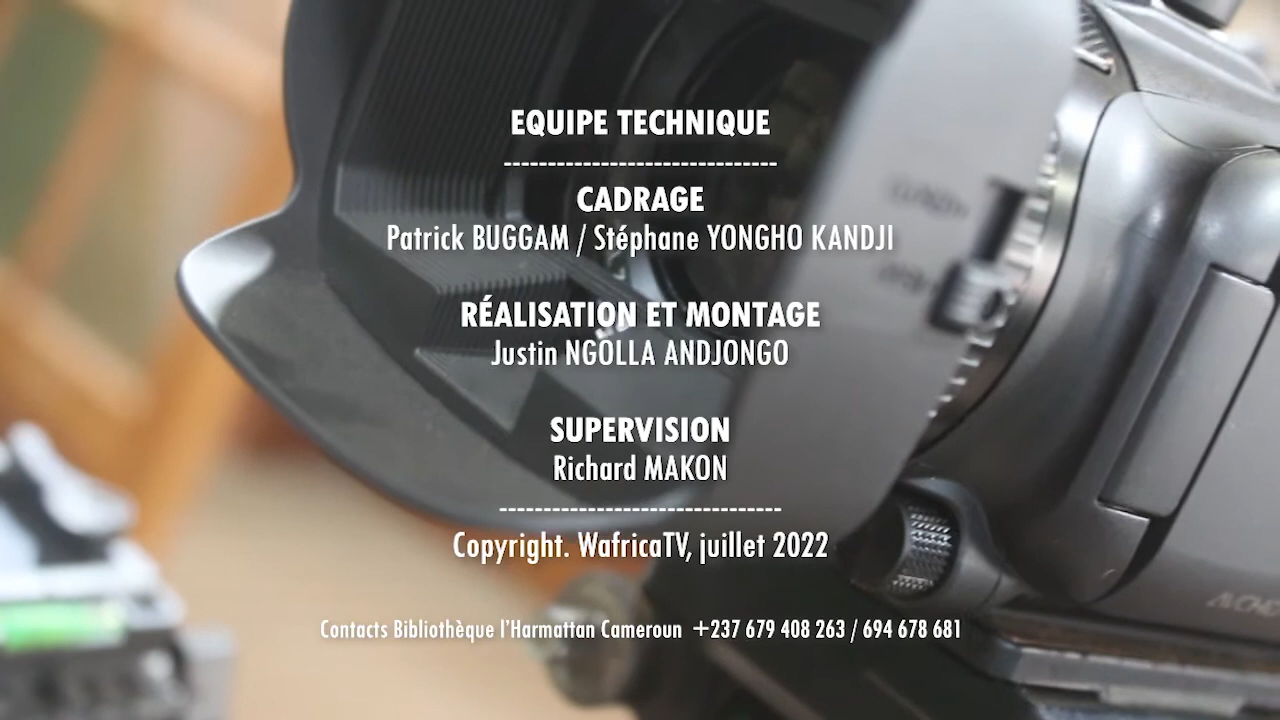 EQUIPE TECHNIQUE
-------------------------------
CADRAGE
Patrick BUGGAM / Stéphane YONGHO KANDJI
RÉALISATION ET MONTAGE
Justin NGOLLA ANDJONGO
SUPERVISION
Richard MAKON
--------------------------------
Copyright. WafricaTV, juillet 2022
Contacts Bibliothèque l'Harmattan Cameroun +237 679 408 263 / 694 678 681